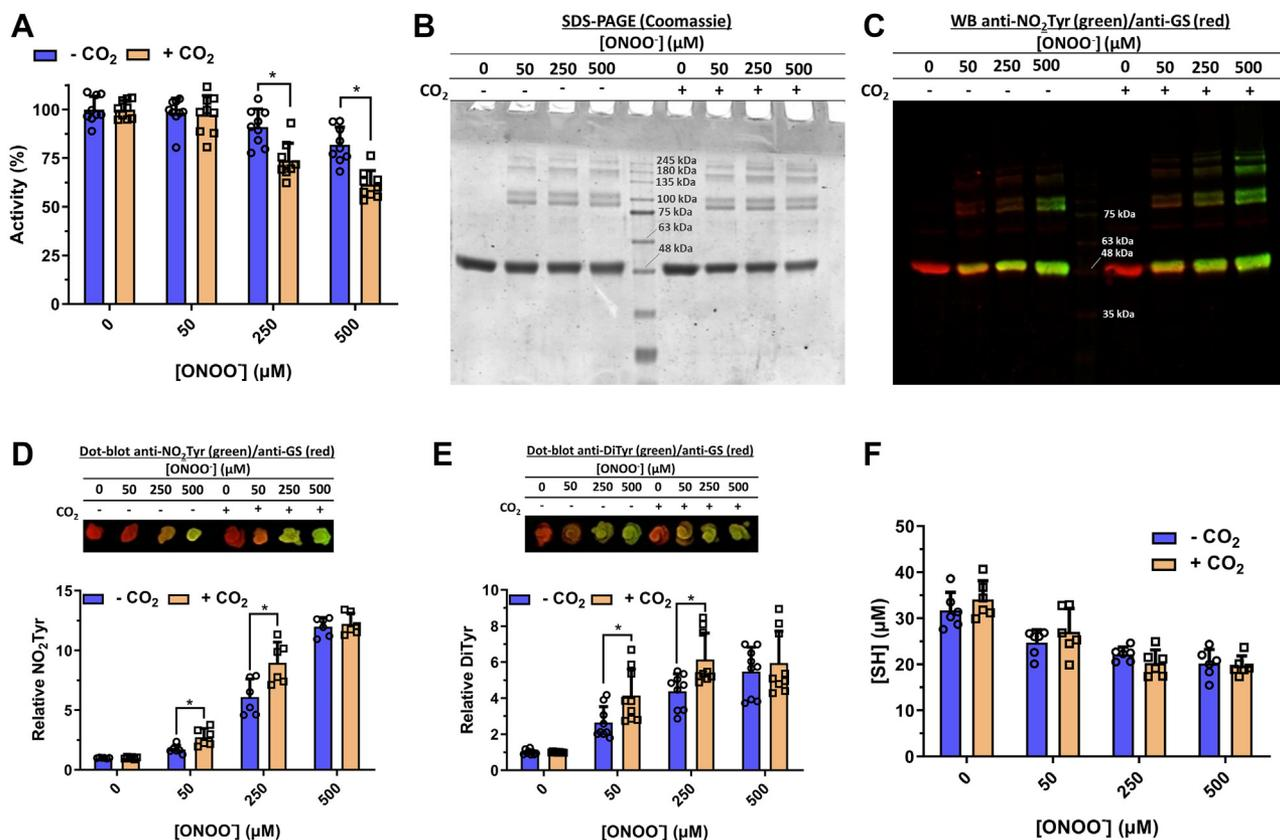 A
- CO₂ + CO₂
Activity (%)
100
75
50
25
0
* *
0 50 250 500
[ONOO⁻] (µM)
B
SDS-PAGE (Coomassie)
[ONOO⁻] (µM)
0 50 250 500 0 50 250 500
CO₂ - - - - + + + +
245 kDa
180 kDa
135 kDa
100 kDa
75 kDa
63 kDa
48 kDa
C
WB anti-NO₂Tyr (green)/anti-GS (red)
[ONOO⁻] (µM)
0 50 250 500 0 50 250 500
CO₂ - - - - + + + +
75 kDa
63 kDa
48 kDa
35 kDa
D
Dot-blot anti-NO₂Tyr (green)/anti-GS (red)
[ONOO⁻] (µM)
0 50 250 500 0 50 250 500
CO₂ - - - - + + + +
- CO₂ + CO₂
Relative NO₂Tyr
15
10
5
0
* *
0 50 250 500
[ONOO⁻] (µM)
E
Dot-blot anti-DiTyr (green)/anti-GS (red)
[ONOO⁻] (µM)
0 50 250 500 0 50 250 500
CO₂ - - - - + + + +
- CO₂ + CO₂
Relative DiTyr
10
8
6
4
2
0
* *
0 50 250 500
[ONOO⁻] (µM)
F
- CO₂
+ CO₂
[SH] (µM)
50
40
30
20
10
0
0 50 250 500
[ONOO⁻] (µM)